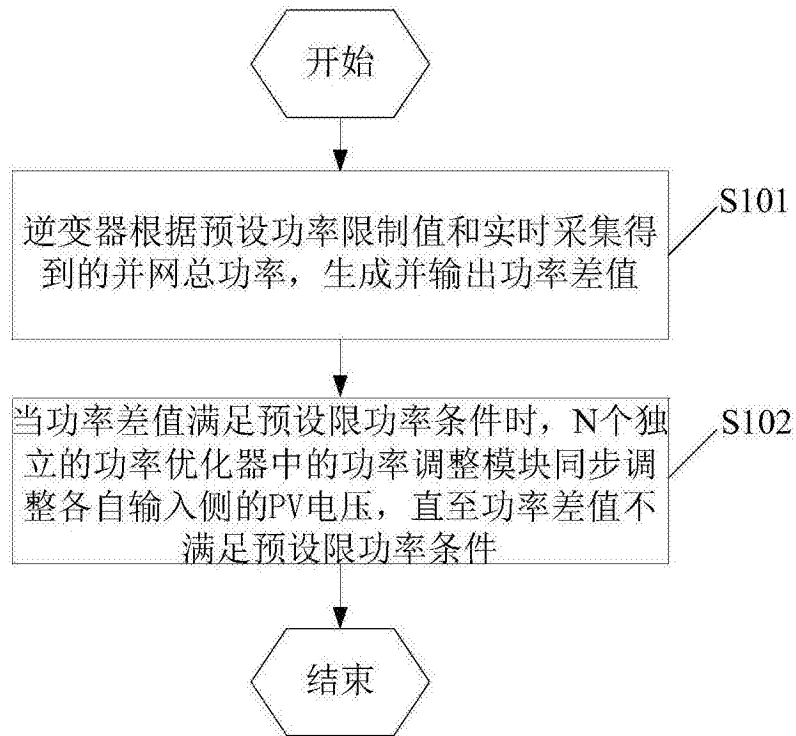 开始
逆变器根据预设功率限制值和实时采集得
到的并网总功率，生成并输出功率差值
S101
当功率差值满足预设限功率条件时，N个独
立的功率优化器中的功率调整模块同步调
整各自输入侧的PV电压，直至功率差值不
满足预设限功率条件
S102
结束